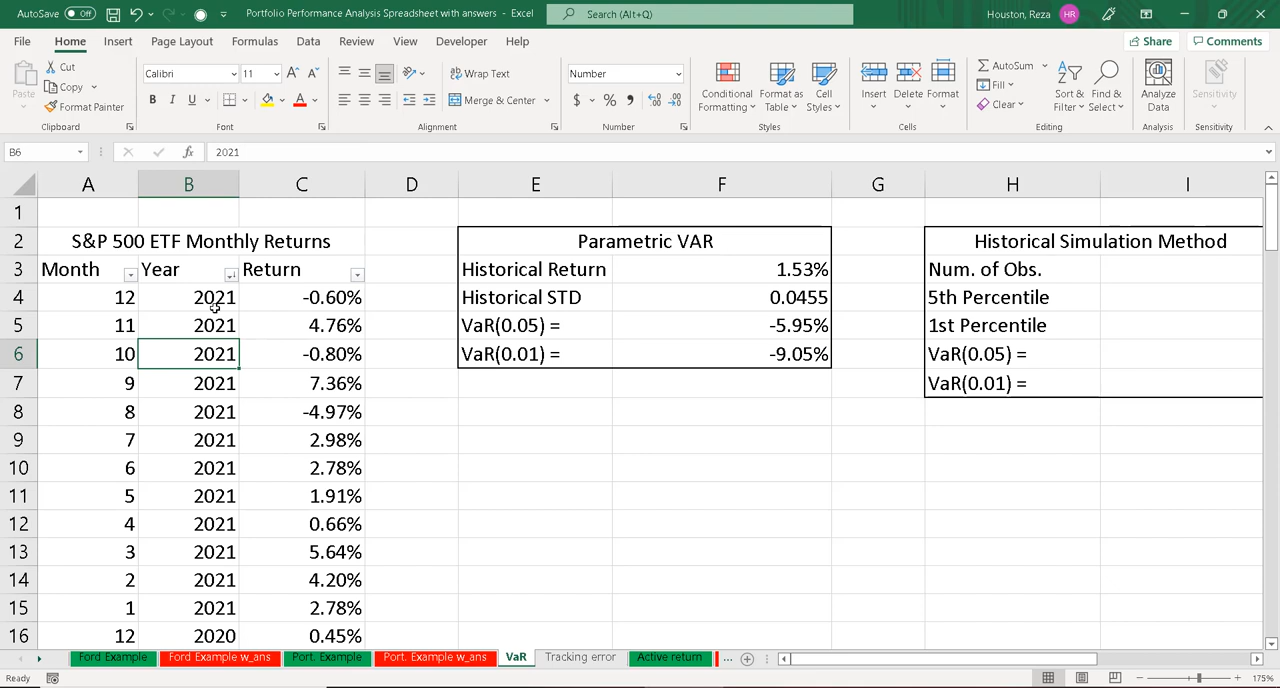 AutoSave Off Portfolio Performance Analysis Spreadsheet with answers - Excel Search (Alt+Q) Houston, Reza HR
File Home Insert Page Layout Formulas Data Review View Developer Help Share Comments
Paste Cut Copy Format Painter Clipboard
Calibri 11 B I U Font
Wrap Text Merge & Center Alignment
Number $ % Number
Conditional Formatting Format as Table Cell Styles Styles
Insert Delete Format Cells
AutoSum Fill Clear Sort & Filter Find & Select Editing
Analyze Data Analysis
Sensitivity Sensitivity
B6 fx 2021
A B C D E F G H I
1
2 S&P 500 ETF Monthly Returns Parametric VAR Historical Simulation Method
3 Month Year Return Historical Return 1.53% Num. of Obs.
4 12 2021 -0.60% Historical STD 0.0455 5th Percentile
5 11 2021 4.76% VaR(0.05) = -5.95% 1st Percentile
6 10 2021 -0.80% VaR(0.01) = -9.05% VaR(0.05) =
7 9 2021 7.36% VaR(0.01) =
8 8 2021 -4.97%
9 7 2021 2.98%
10 6 2021 2.78%
11 5 2021 1.91%
12 4 2021 0.66%
13 3 2021 5.64%
14 2 2021 4.20%
15 1 2021 2.78%
16 12 2020 0.45%
Ford Example Ford Example w_ans Port. Example Port. Example w_ans VaR Tracking error Active return ...
Ready 175%